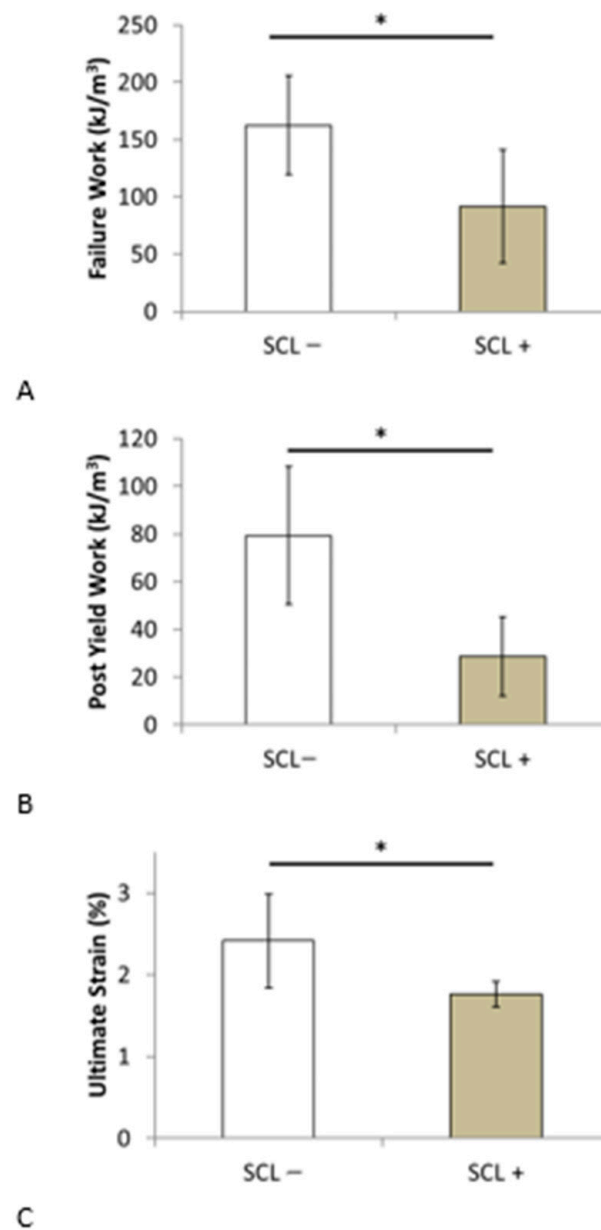 Failure Work (kJ/m³)
250
200
150
100
50
0
*
SCL –
SCL +
A
Post Yield Work (kJ/m³)
120
100
80
60
40
20
0
*
SCL–
SCL +
B
Ultimate Strain (%)
3
2
1
0
*
SCL –
SCL +
C